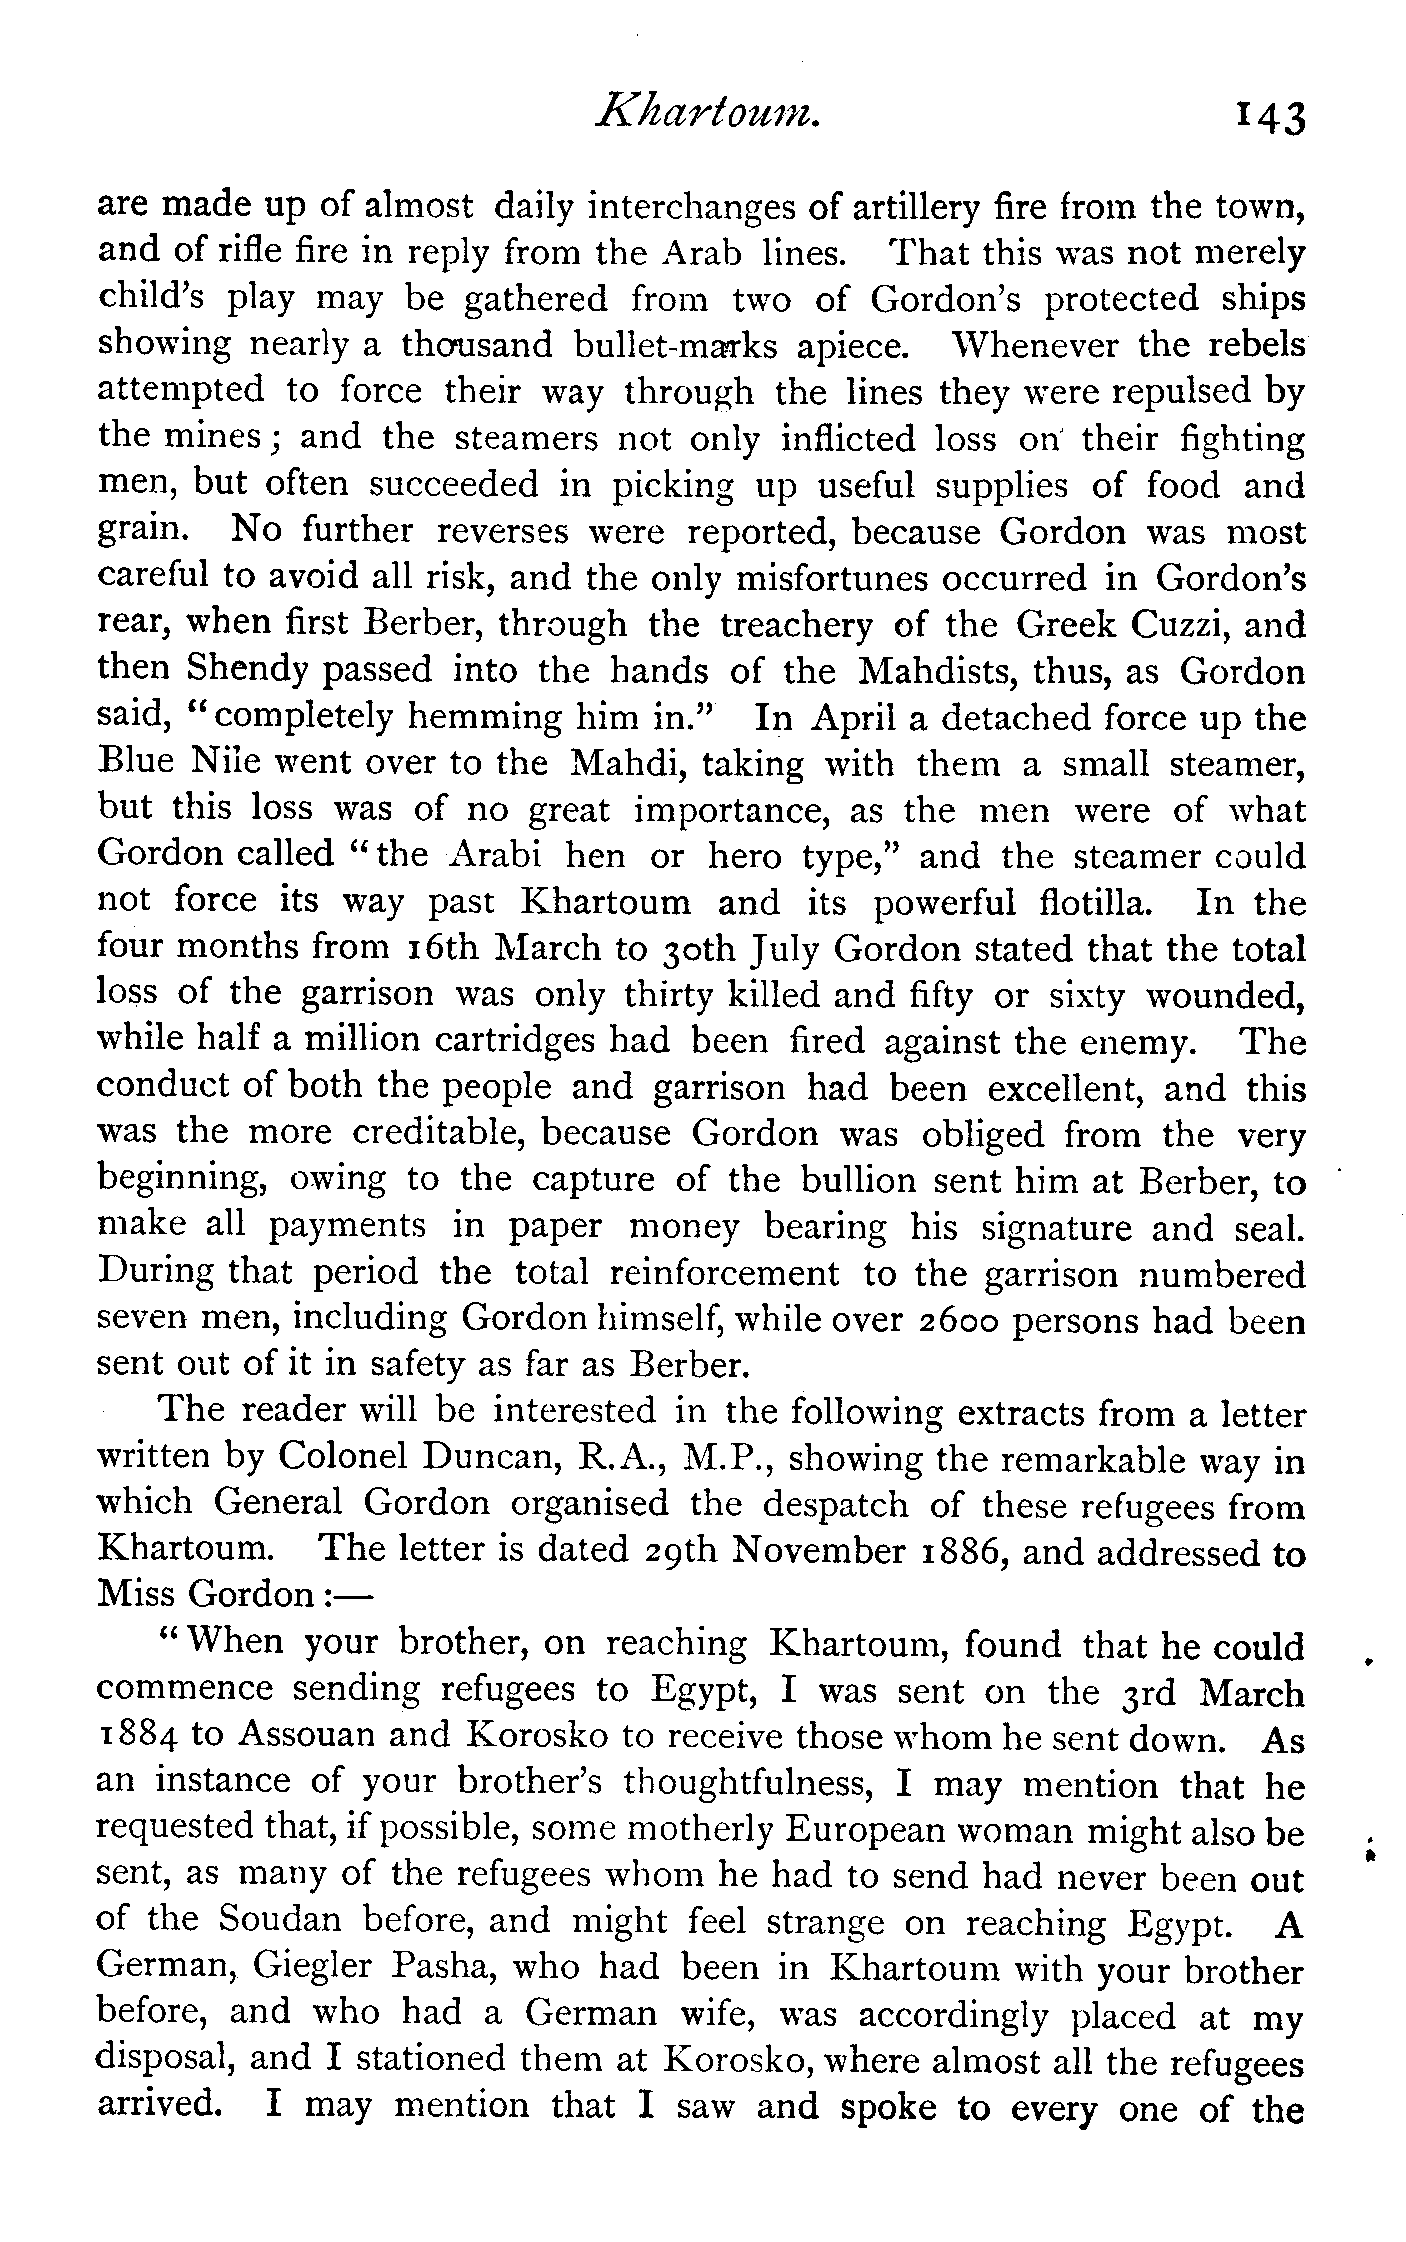 Khartoum. 143
are made up of almost daily interchanges of artillery fire from the town,
and of rifle fire in reply from the Arab lines. That this was not merely
child's play may be gathered from two of Gordon's protected ships
showing nearly a thousand bullet-marks apiece. Whenever the rebels
attempted to force their way through the lines they were repulsed by
the mines; and the steamers not only inflicted loss on their fighting
men, but often succeeded in picking up useful supplies of food and
grain. No further reverses were reported, because Gordon was most
careful to avoid all risk, and the only misfortunes occurred in Gordon's
rear, when first Berber, through the treachery of the Greek Cuzzi, and
then Shendy passed into the hands of the Mahdists, thus, as Gordon
said, "completely hemming him in." In April a detached force up the
Blue Nile went over to the Mahdi, taking with them a small steamer,
but this loss was of no great importance, as the men were of what
Gordon called "the Arabi hen or hero type," and the steamer could
not force its way past Khartoum and its powerful flotilla. In the
four months from 16th March to 30th July Gordon stated that the total
loss of the garrison was only thirty killed and fifty or sixty wounded,
while half a million cartridges had been fired against the enemy. The
conduct of both the people and garrison had been excellent, and this
was the more creditable, because Gordon was obliged from the very
beginning, owing to the capture of the bullion sent him at Berber, to
make all payments in paper money bearing his signature and seal.
During that period the total reinforcement to the garrison numbered
seven men, including Gordon himself, while over 2600 persons had been
sent out of it in safety as far as Berber.
The reader will be interested in the following extracts from a letter
written by Colonel Duncan, R.A., M.P., showing the remarkable way in
which General Gordon organised the despatch of these refugees from
Khartoum. The letter is dated 29th November 1886, and addressed to
Miss Gordon:—
"When your brother, on reaching Khartoum, found that he could
commence sending refugees to Egypt, I was sent on the 3rd March
1884 to Assouan and Korosko to receive those whom he sent down. As
an instance of your brother's thoughtfulness, I may mention that he
requested that, if possible, some motherly European woman might also be
sent, as many of the refugees whom he had to send had never been out
of the Soudan before, and might feel strange on reaching Egypt. A
German, Giegler Pasha, who had been in Khartoum with your brother
before, and who had a German wife, was accordingly placed at my
disposal, and I stationed them at Korosko, where almost all the refugees
arrived. I may mention that I saw and spoke to every one of the